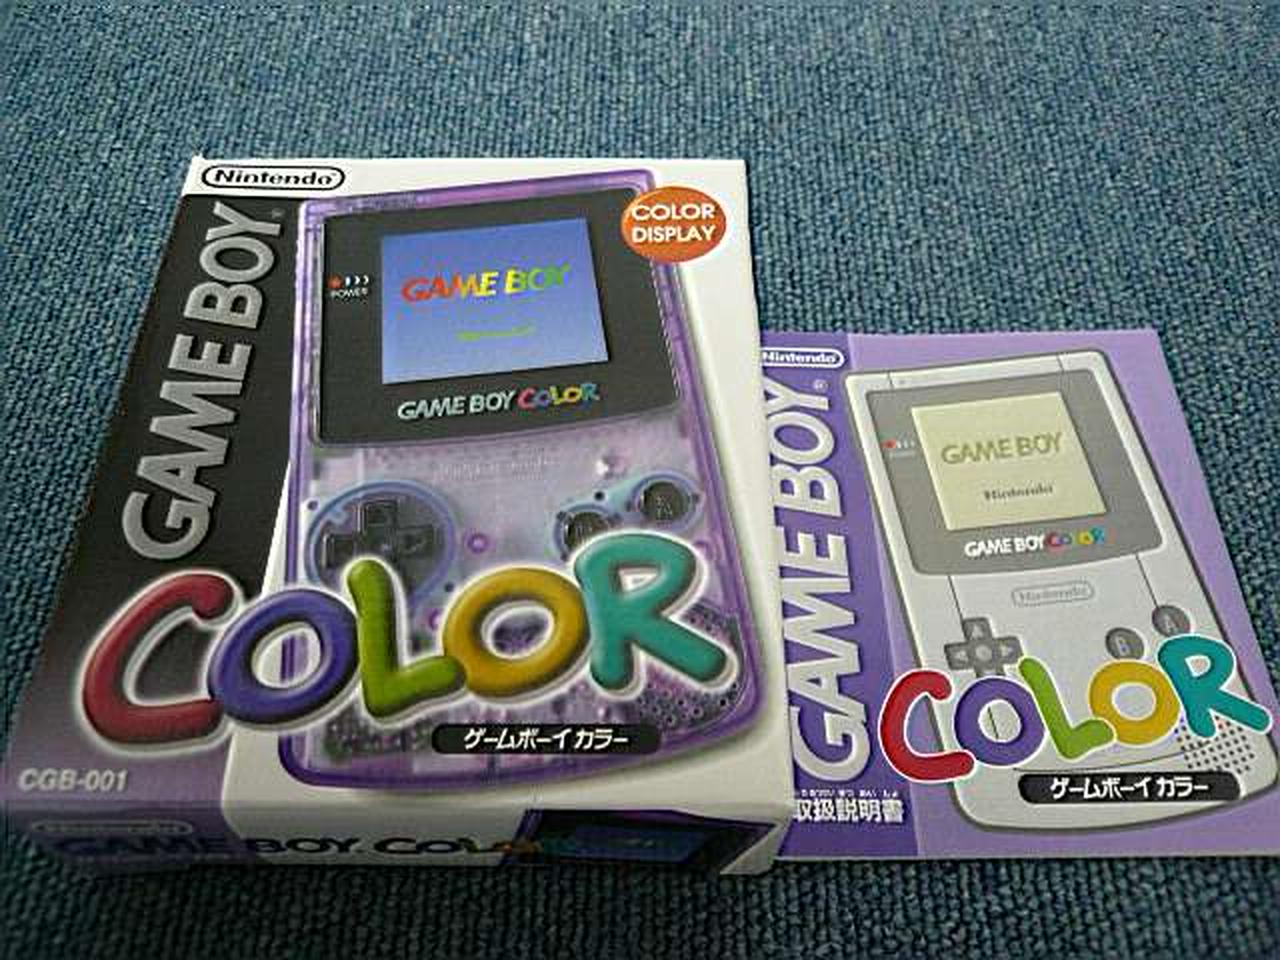 Nintendo
GAME BOY
COLOR
DISPLAY
POWER
GAME BOY
GAME BOY COLOR
COLOR
ゲームボーイカラー
CGB-001
Nintendo
GAME BOY COLOR
Nintendo
GAME BOY
GAME BOY
Nintendo
GAME BOY COLOR
Nintendo
A
B
COLOR
ゲームボーイカラー
取扱説明書